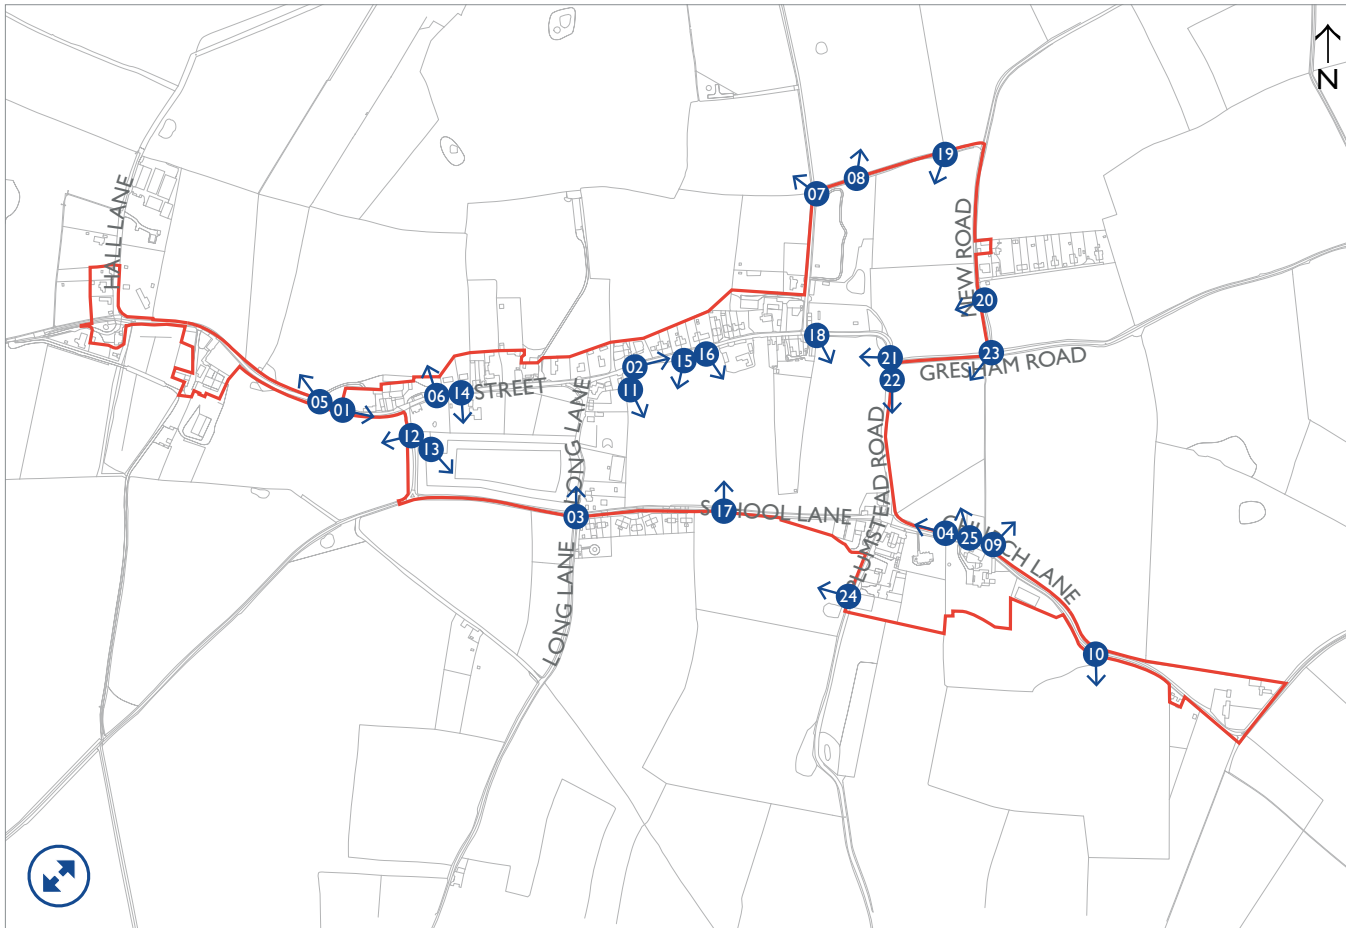 N
19
08
07
HALL LANE
NEW ROAD
20
18
21
23
GRESHAM ROAD
16
15
02
22
11
05
01
06
14
STREET
LONG LANE
12
13
PLUMSTEAD ROAD
03
17
SCHOOL LANE
04
25
09
CHURCH LANE
LONG LANE
24
10